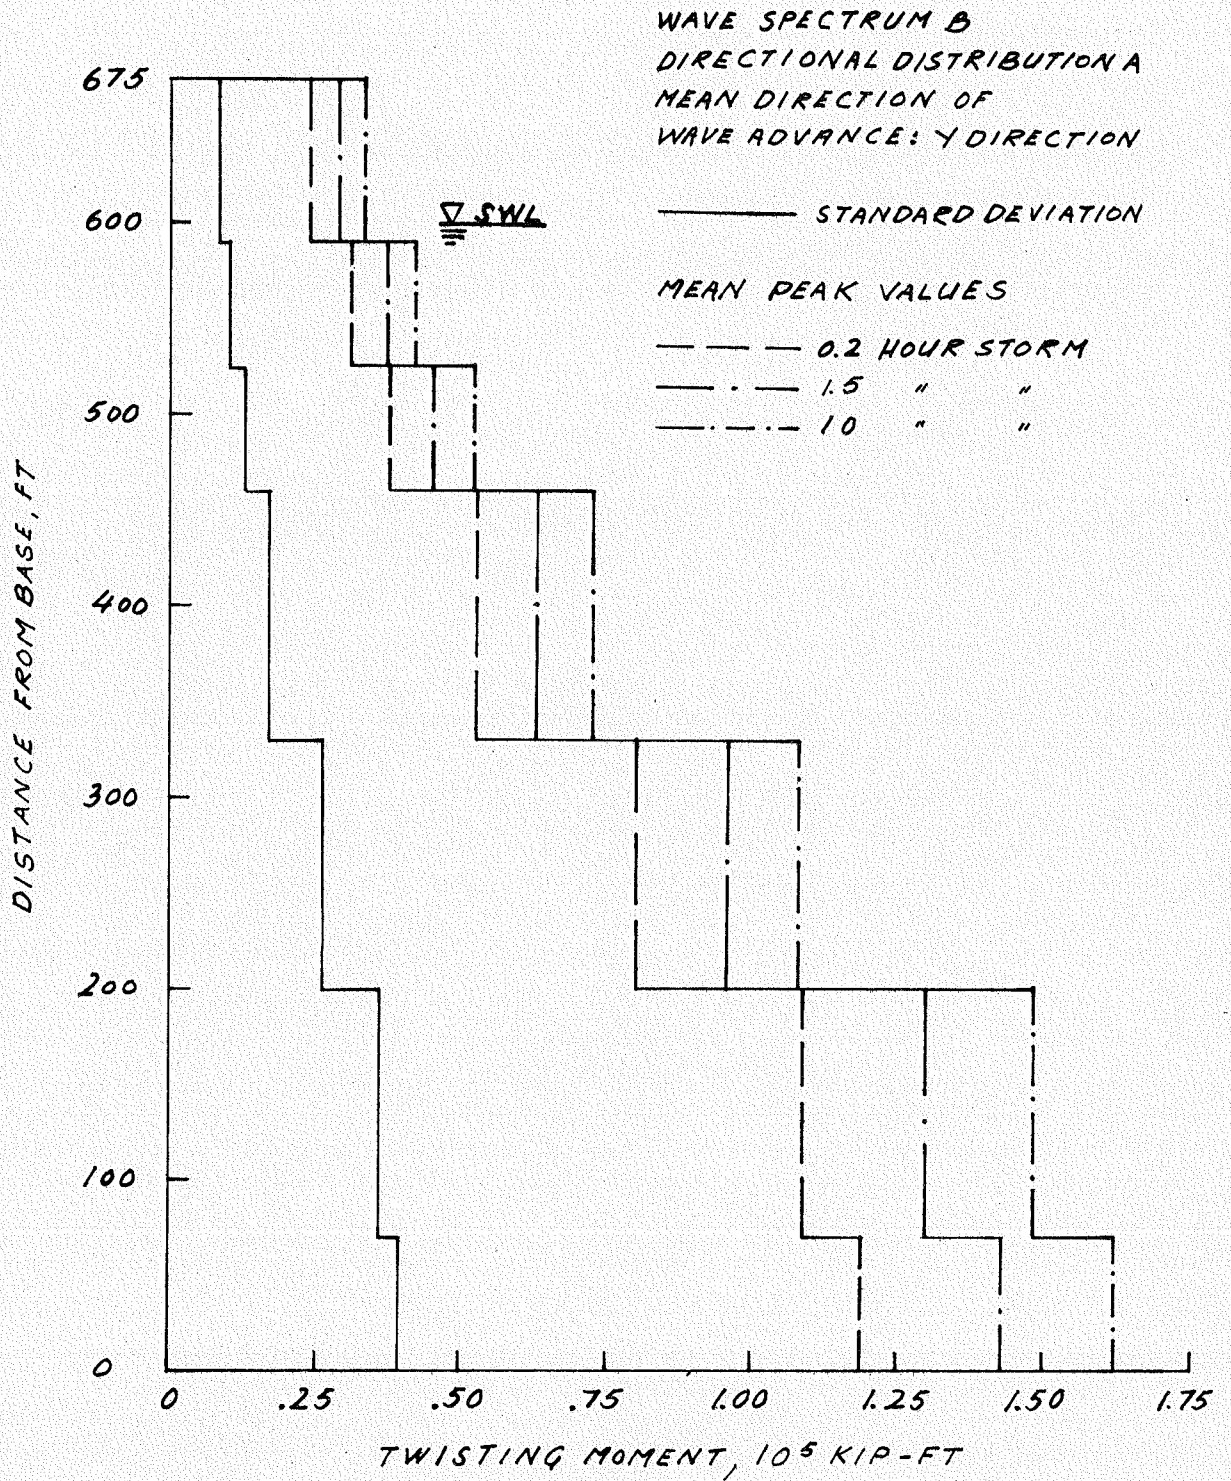 WAVE SPECTRUM B
DIRECTIONAL DISTRIBUTION A
MEAN DIRECTION OF
WAVE ADVANCE: Y DIRECTION
SWL
STANDARD DEVIATION
MEAN PEAK VALUES
0.2 HOUR STORM
1.5 " "
10 " "
675
600
500
400
300
200
100
0
DISTANCE FROM BASE, FT
0 .25 .50 .75 1.00 1.25 1.50 1.75
TWISTING MOMENT, 10⁵ KIP-FT